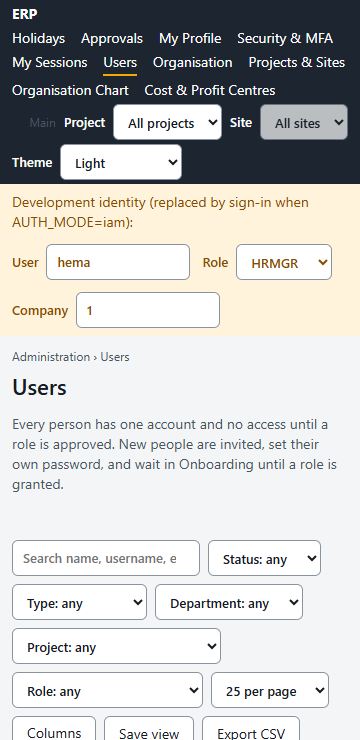 ERP
Holidays Approvals My Profile Security & MFA
My Sessions Users Organisation Projects & Sites
Organisation Chart Cost & Profit Centres
Main Project All projects Site All sites
Theme Light
Development identity (replaced by sign-in when
AUTH_MODE=iam):
User hema Role HRMGR
Company 1
Administration › Users
Users
Every person has one account and no access until a
role is approved. New people are invited, set their
own password, and wait in Onboarding until a role is
granted.
Search name, username, e Status: any
Type: any Department: any
Project: any
Role: any 25 per page
Columns Save view Export CSV